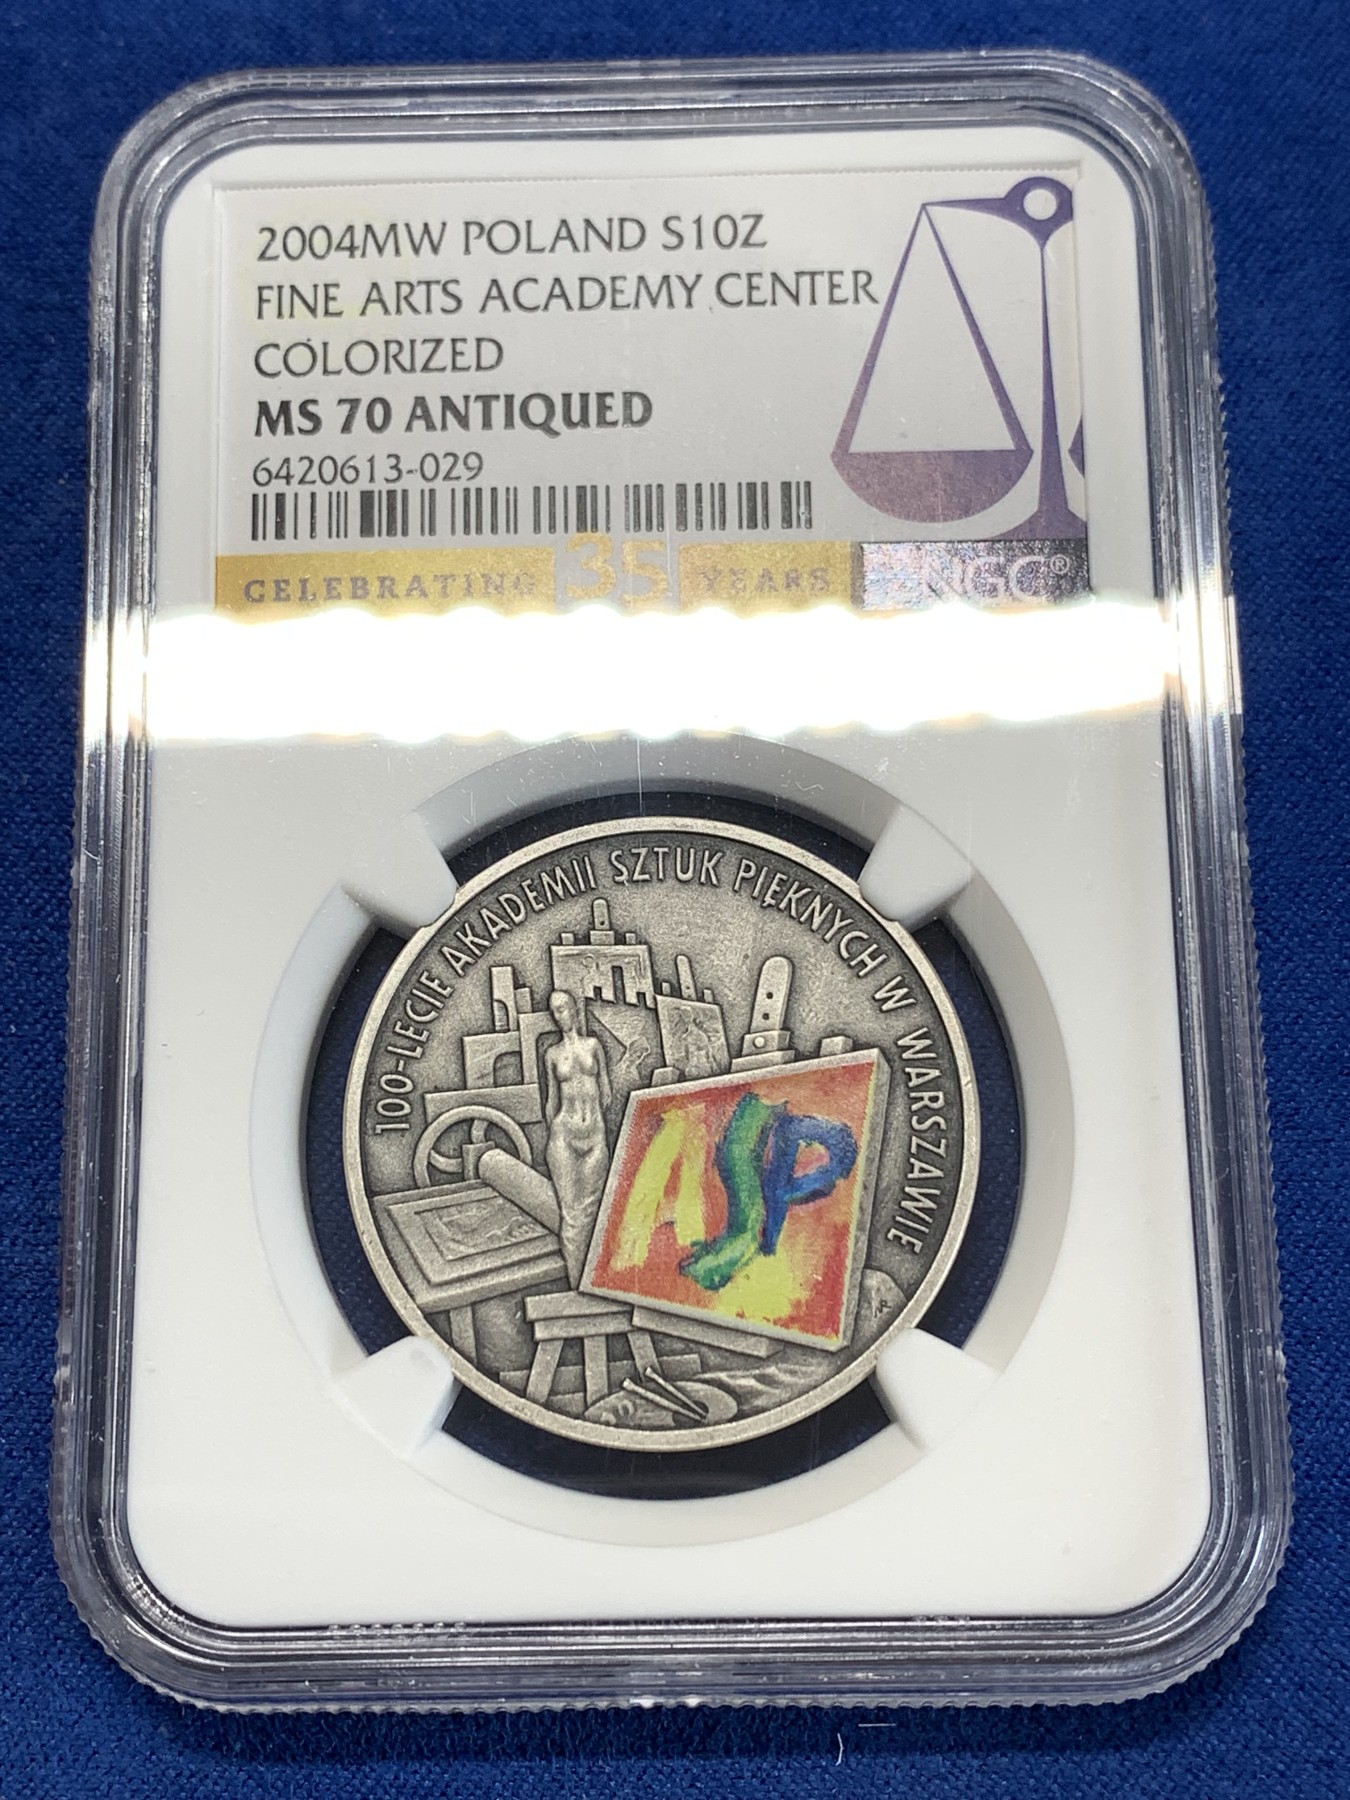 2004MW POLAND S10Z
FINE ARTS ACADEMY CENTER
COLORIZED
MS 70 ANTIQUED
6420613-029
CELEBRATING 35 YEARS NGC®
100-LECIE AKADEMII SZTUK PIĘKNYCH W WARSZAWIE
ASP